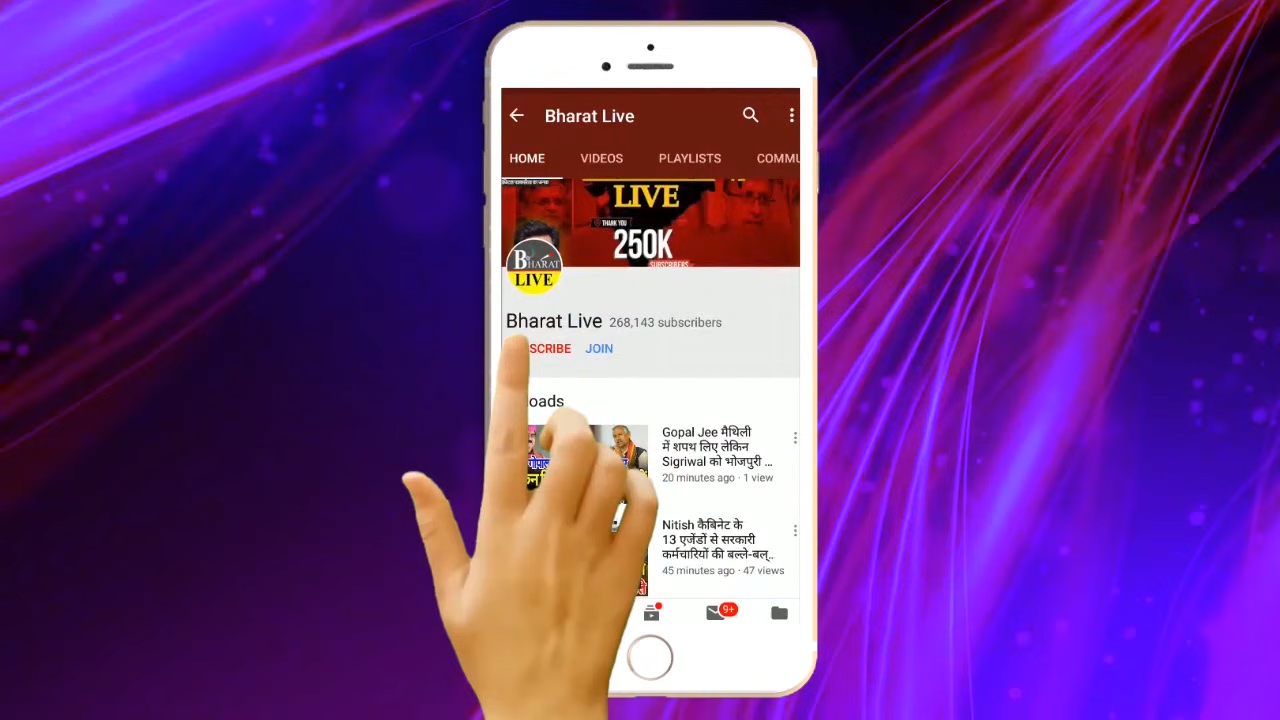 Bharat Live
HOME VIDEOS PLAYLISTS COMMU
LIVE
THANK YOU
250K
SUBSCRIBERS
BHARAT
LIVE
Bharat Live 268,143 subscribers
SCRIBE JOIN
oads
Gopal Jee मैथिली
में शपथ लिए लेकिन
Sigriwal को भोजपुरी ...
20 minutes ago · 1 view
Nitish कैबिनेट के
13 एजेंडों से सरकारी
कर्मचारियों की बल्ले-बल्...
45 minutes ago · 47 views
9+